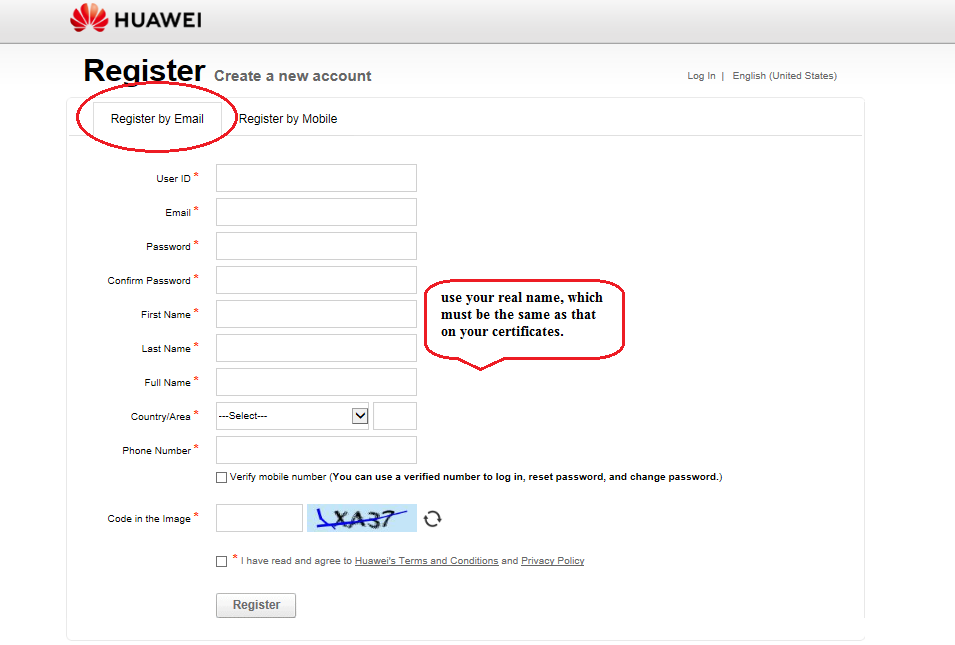 HUAWEI
Register Create a new account
Log In | English (United States)
Register by Email
Register by Mobile
User ID *
Email *
Password *
Confirm Password *
First Name *
use your real name, which
must be the same as that
on your certificates.
Last Name *
Full Name *
Country/Area *
---Select---
Phone Number *
Verify mobile number (You can use a verified number to log in, reset password, and change password.)
Code in the Image *
* I have read and agree to Huawei's Terms and Conditions and Privacy Policy
Register